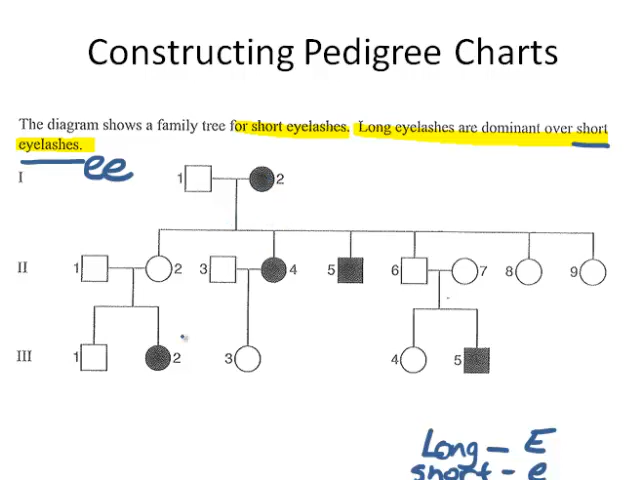 Constructing Pedigree Charts
The diagram shows a family tree for short eyelashes. Long eyelashes are dominant over short
eyelashes.
ee
I 1 2
II 1 2 3 4 5 6 7 8 9
III 1 2 3 4 5
Long - E
short - e